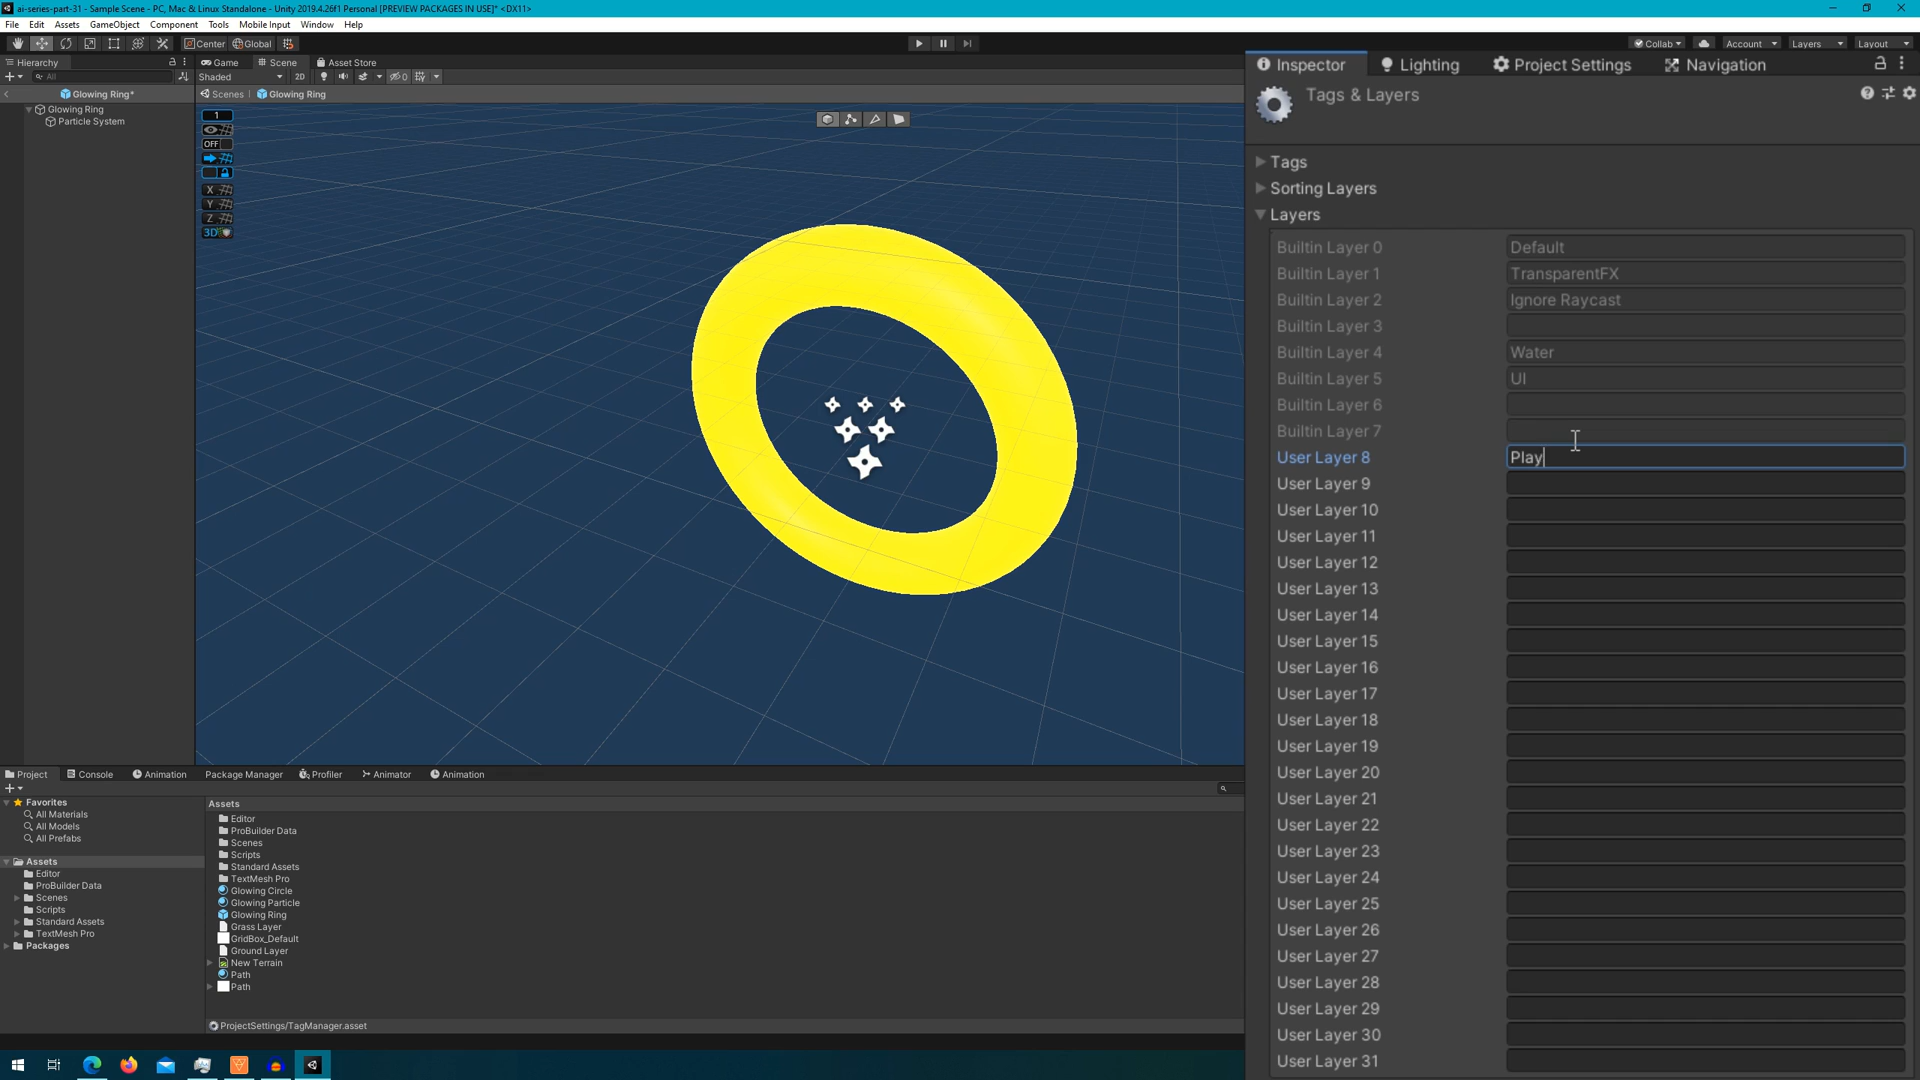 ai-series-part-31 - Sample Scene - PC, Mac & Linux Standalone - Unity 2019.4.26f1 Personal [PREVIEW PACKAGES IN USE]* <DX11>
File Edit Assets GameObject Component Tools Mobile Input Window Help
Center Global Collab Account Layers Layout
Hierarchy
All
Glowing Ring*
Glowing Ring
Particle System
Game Scene Asset Store
Shaded 2D 0
Scenes Glowing Ring
1
OFF
X
Y
Z
3D
Inspector Lighting Project Settings Navigation
Tags & Layers
Tags
Sorting Layers
Layers
Builtin Layer 0 Default
Builtin Layer 1 TransparentFX
Builtin Layer 2 Ignore Raycast
Builtin Layer 3
Builtin Layer 4 Water
Builtin Layer 5 UI
Builtin Layer 6
Builtin Layer 7
User Layer 8 Play
User Layer 9
User Layer 10
User Layer 11
User Layer 12
User Layer 13
User Layer 14
User Layer 15
User Layer 16
User Layer 17
User Layer 18
User Layer 19
User Layer 20
User Layer 21
User Layer 22
User Layer 23
User Layer 24
User Layer 25
User Layer 26
User Layer 27
User Layer 28
User Layer 29
User Layer 30
User Layer 31
Project Console Animation Package Manager Profiler Animator Animation
Favorites
All Materials
All Models
All Prefabs
Assets
Editor
ProBuilder Data
Scenes
Scripts
Standard Assets
TextMesh Pro
Packages
Assets
Editor
ProBuilder Data
Scenes
Scripts
Standard Assets
TextMesh Pro
Glowing Circle
Glowing Particle
Glowing Ring
Grass Layer
GridBox_Default
Ground Layer
New Terrain
Path
Path
ProjectSettings/TagManager.asset